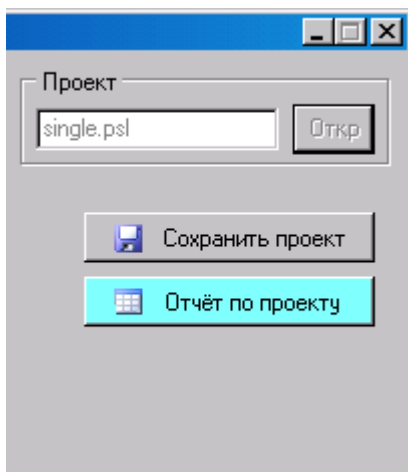 Проект
single.psl
Откр
Сохранить проект
Отчёт по проекту